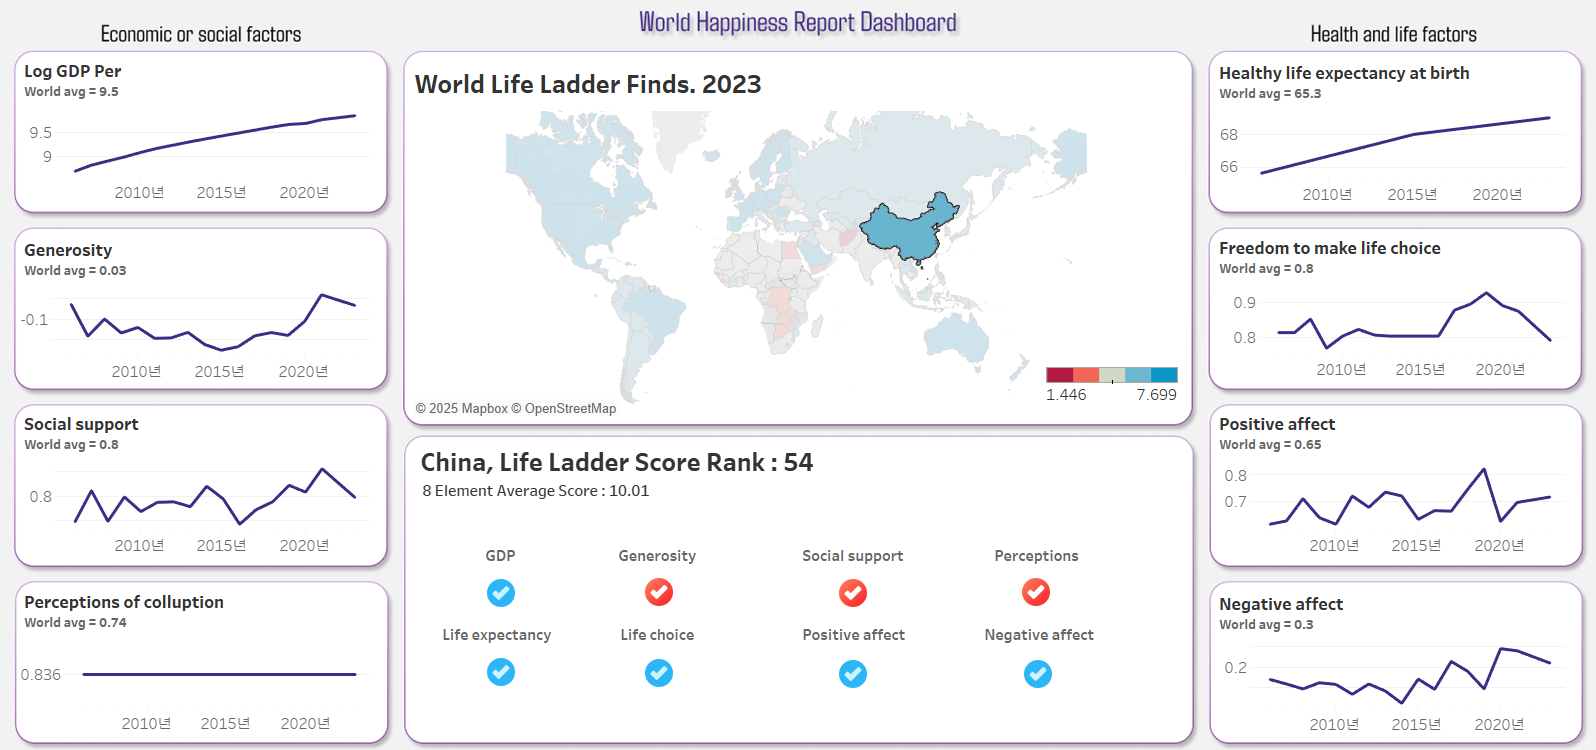 World Happiness Report Dashboard
Economic or social factors
Log GDP Per
World avg = 9.5
9.5
9
2010년 2015년 2020년
Generosity
World avg = 0.03
-0.1
2010년 2015년 2020년
Social support
World avg = 0.8
0.8
2010년 2015년 2020년
Perceptions of colluption
World avg = 0.74
0.836
2010년 2015년 2020년
World Life Ladder Finds. 2023
1.446 7.699
© 2025 Mapbox © OpenStreetMap
China, Life Ladder Score Rank : 54
8 Element Average Score : 10.01
GDP Generosity Social support Perceptions
Life expectancy Life choice Positive affect Negative affect
Health and life factors
Healthy life expectancy at birth
World avg = 65.3
68
66
2010년 2015년 2020년
Freedom to make life choice
World avg = 0.8
0.9
0.8
2010년 2015년 2020년
Positive affect
World avg = 0.65
0.8
0.7
2010년 2015년 2020년
Negative affect
World avg = 0.3
0.2
2010년 2015년 2020년